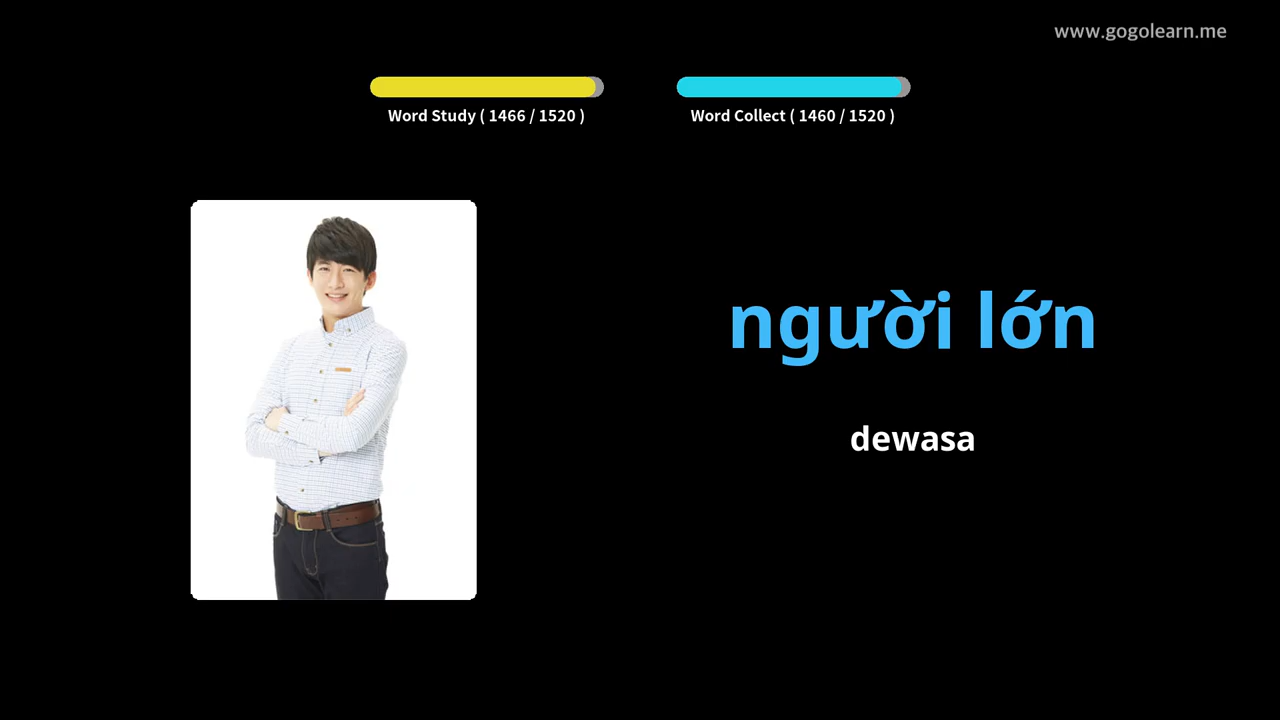 www.gogolearn.me
Word Study ( 1466 / 1520 )
Word Collect ( 1460 / 1520 )
người lớn
dewasa